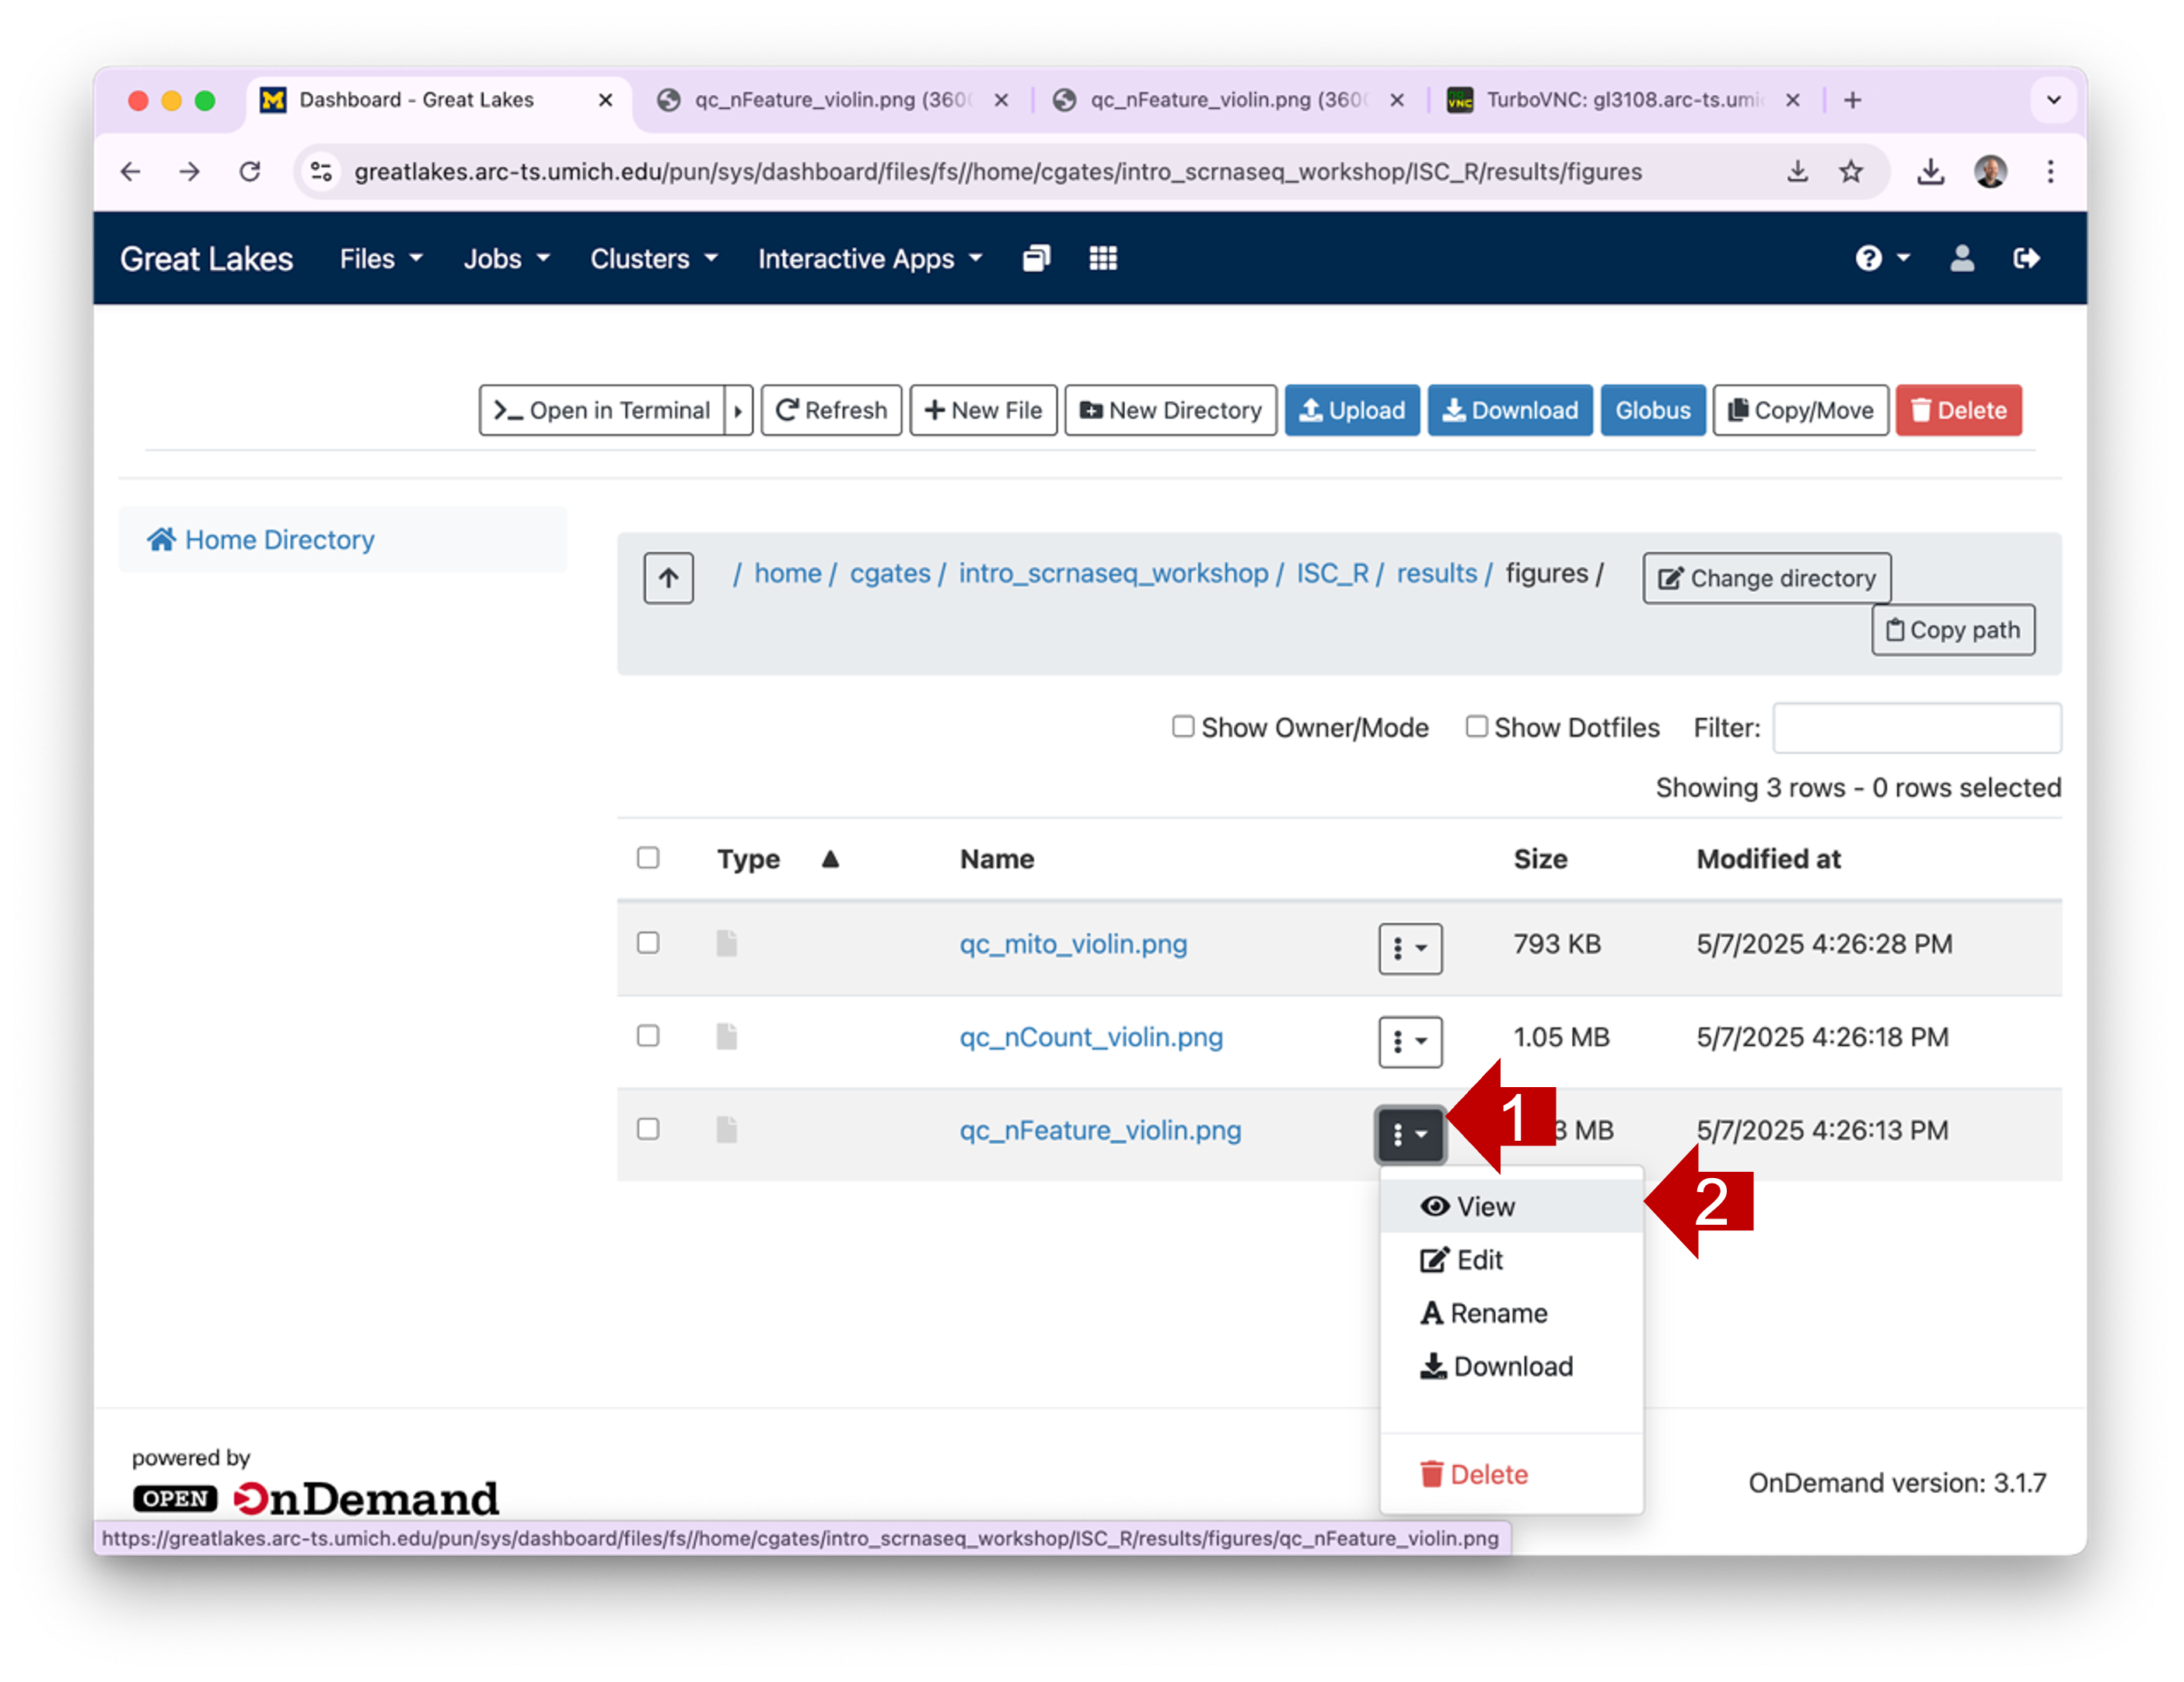 Dashboard - Great Lakes
qc_nFeature_violin.png (360
qc_nFeature_violin.png (360
VNC
TurboVNC: gl3108.arc-ts.umi
greatlakes.arc-ts.umich.edu/pun/sys/dashboard/files/fs//home/cgates/intro_scrnaseq_workshop/ISC_R/results/figures
Great Lakes Files Jobs Clusters Interactive Apps
Open in Terminal Refresh New File New Directory Upload Download Globus Copy/Move Delete
Home Directory
/ home / cgates / intro_scrnaseq_workshop / ISC_R / results / figures /
Change directory
Copy path
Show Owner/Mode Show Dotfiles Filter:
Showing 3 rows - 0 rows selected
Type Name Size Modified at
qc_mito_violin.png 793 KB 5/7/2025 4:26:28 PM
qc_nCount_violin.png 1.05 MB 5/7/2025 4:26:18 PM
qc_nFeature_violin.png 1 3 MB 5/7/2025 4:26:13 PM
View 2
Edit
Rename
Download
Delete
powered by
OPEN OnDemand
OnDemand version: 3.1.7
https://greatlakes.arc-ts.umich.edu/pun/sys/dashboard/files/fs//home/cgates/intro_scrnaseq_workshop/ISC_R/results/figures/qc_nFeature_violin.png